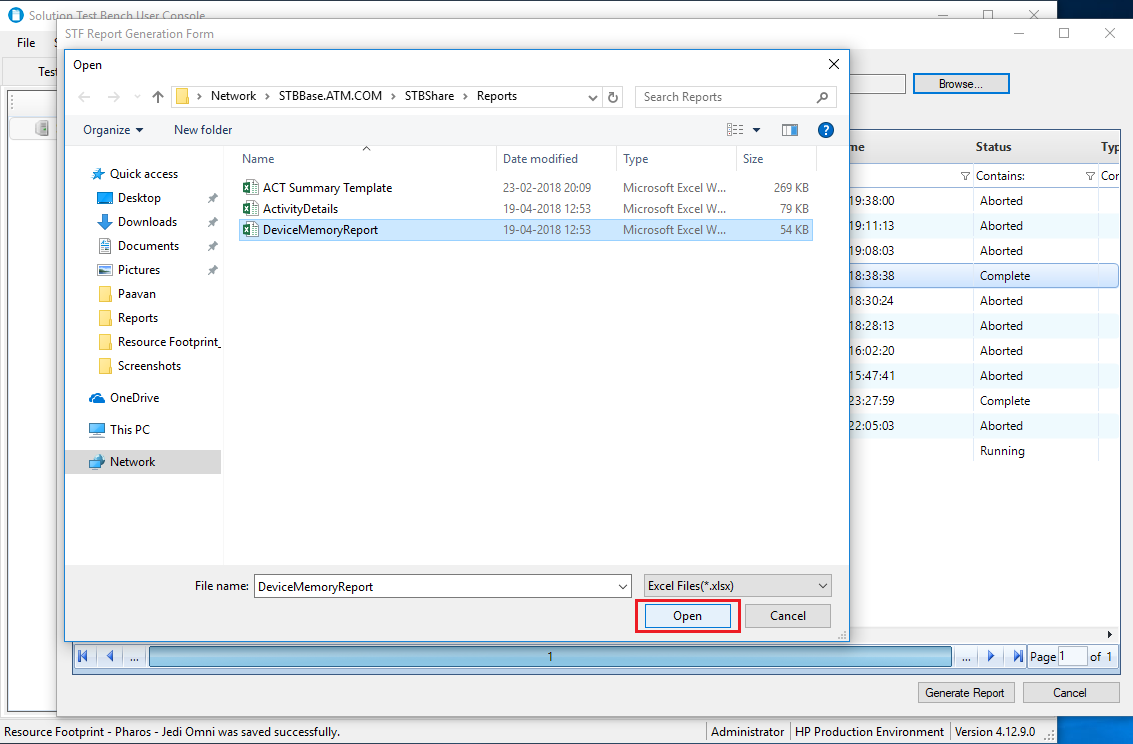 Solution Test Bench User Console
File
STF Report Generation Form
Test
Open
Network > STBBase.ATM.COM > STBShare > Reports
Search Reports
Browse...
Organize
New folder
Name
Date modified
Type
Size
Quick access
Desktop
Downloads
Documents
Pictures
Paavan
Reports
Resource Footprint_
Screenshots
OneDrive
This PC
Network
ACT Summary Template 23-02-2018 20:09 Microsoft Excel W... 269 KB
ActivityDetails 19-04-2018 12:53 Microsoft Excel W... 79 KB
DeviceMemoryReport 19-04-2018 12:53 Microsoft Excel W... 54 KB
me Status Typ
Contains: Con
19:38:00 Aborted
19:11:13 Aborted
19:08:03 Aborted
18:38:38 Complete
18:30:24 Aborted
18:28:13 Aborted
16:02:20 Aborted
15:47:41 Aborted
23:27:59 Complete
22:05:03 Aborted
Running
File name: DeviceMemoryReport
Excel Files(*.xlsx)
Open
Cancel
... 1 ... Page 1 of 1
Generate Report
Cancel
Resource Footprint - Pharos - Jedi Omni was saved successfully.
Administrator
HP Production Environment
Version 4.12.9.0